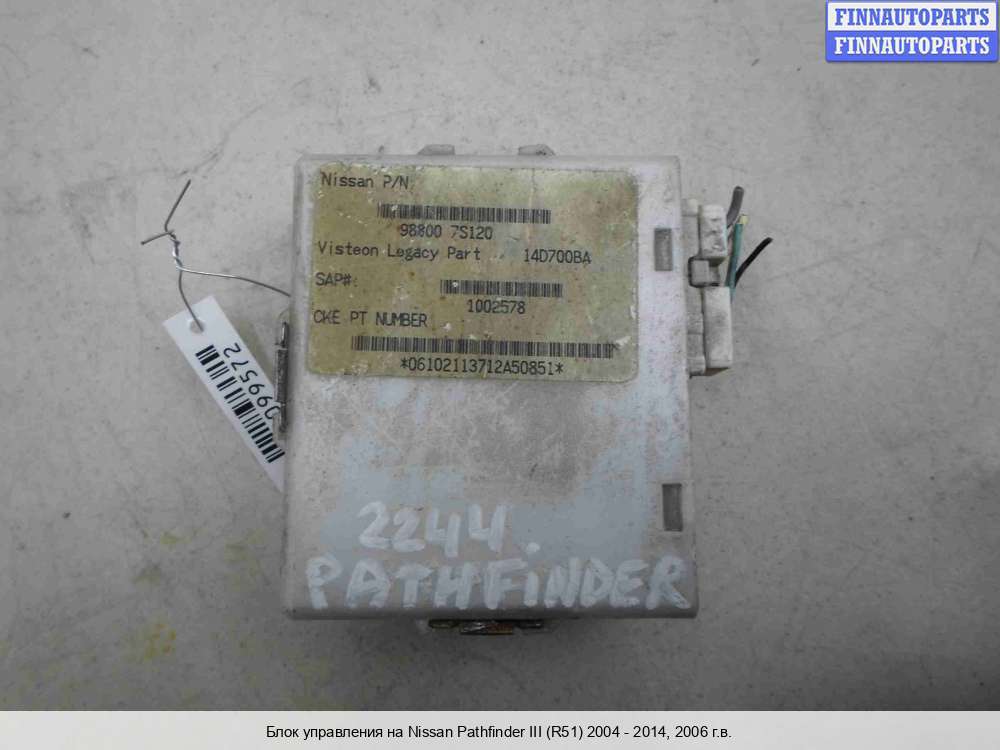 FINNAUTOPARTS
FINNAUTOPARTS
Nissan P/N
98800 7S120
Visteon Legacy Part 14D700BA
SAP#:
1002578
CKE PT NUMBER
*06102113712A50851*
099572
2244.
PATHFINDER
Блок управления на Nissan Pathfinder III (R51) 2004 - 2014, 2006 г.в.